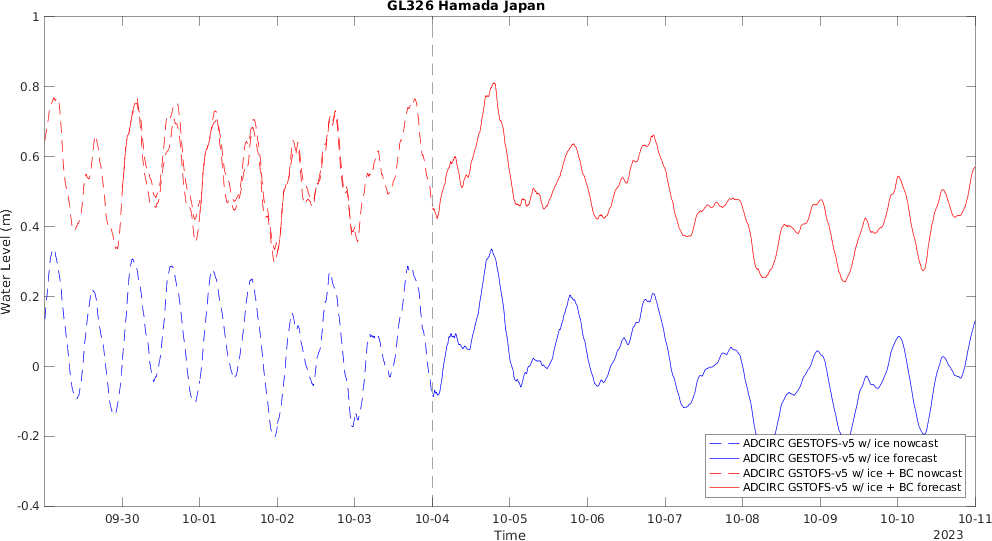 GL326 Hamada Japan
1
0.8
0.6
0.4
0.2
0
-0.2
-0.4
Water Level (m)
ADCIRC GESTOFS-v5 w/ ice nowcast
ADCIRC GESTOFS-v5 w/ ice forecast
ADCIRC GSTOFS-v5 w/ ice + BC nowcast
ADCIRC GSTOFS-v5 w/ ice + BC forecast
09-30 10-01 10-02 10-03 10-04 10-05 10-06 10-07 10-08 10-09 10-10 10-11
Time
2023